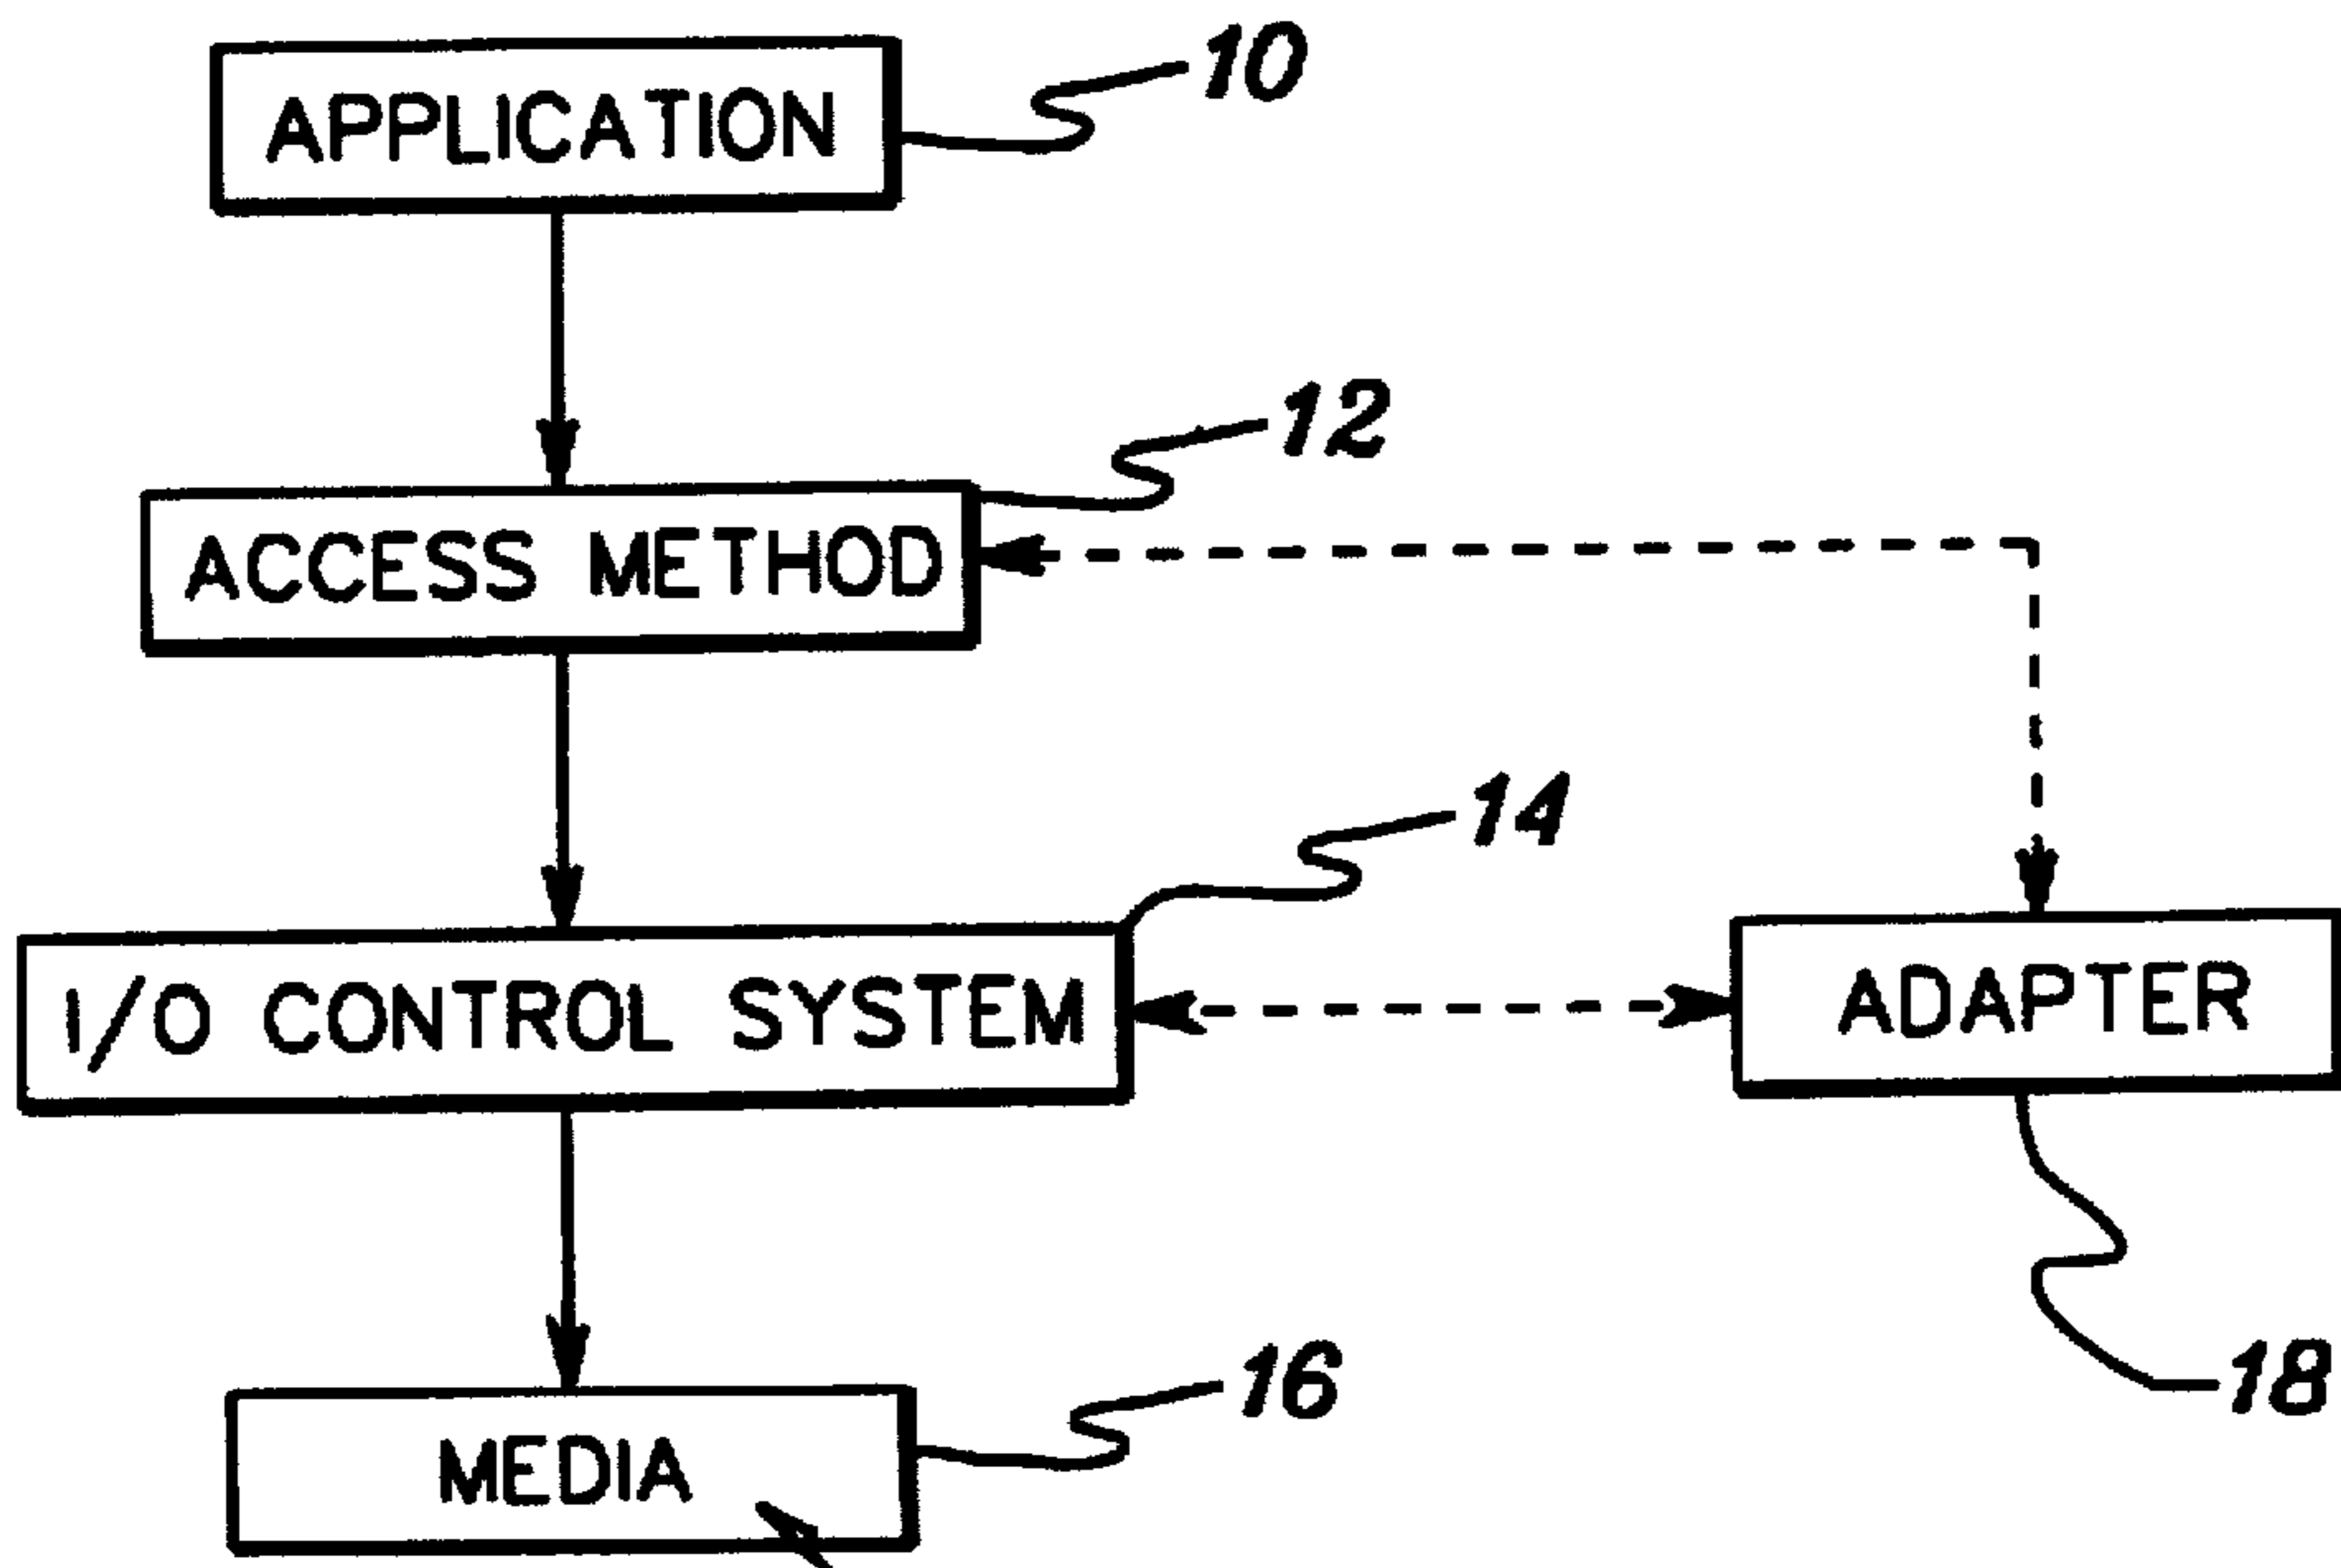 APPLICATION
10
ACCESS METHOD
12
14
I/O CONTROL SYSTEM
ADAPTER
MEDIA
16
18